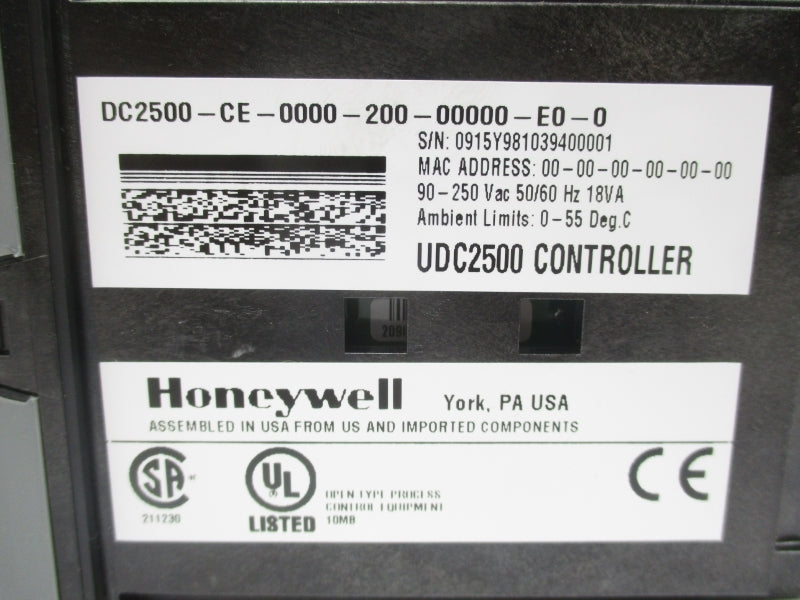 DC2500-CE-0000-200-00000-E0-0
S/N: 0915Y981039400001
MAC ADDRESS: 00-00-00-00-00-00
90-250 Vac 50/60 Hz 18VA
Ambient Limits: 0-55 Deg.C
UDC2500 CONTROLLER
Honeywell York, PA USA
ASSEMBLED IN USA FROM US AND IMPORTED COMPONENTS
SA
211230
UL
LISTED
OPEN TYPE PROCESS
CONTROL EQUIPMENT
10MB
CE